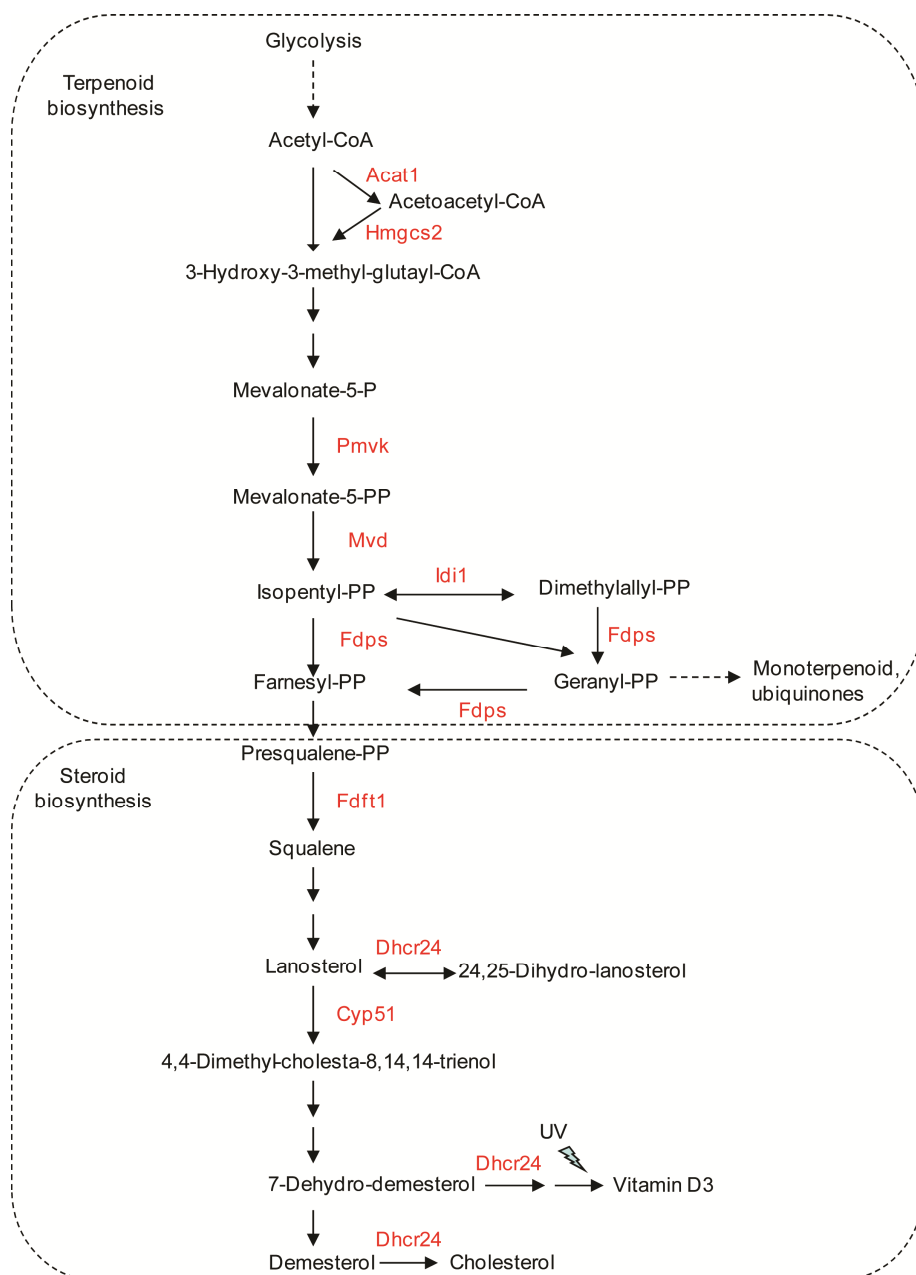 Glycolysis
Terpenoid
biosynthesis
Acetyl-CoA
Acat1
Acetoacetyl-CoA
Hmgcs2
3-Hydroxy-3-methyl-glutayl-CoA
Mevalonate-5-P
Pmvk
Mevalonate-5-PP
Mvd
Idi1
Isopentyl-PP
Dimethylallyl-PP
Fdps
Fdps
Farnesyl-PP
Geranyl-PP
Monoterpenoid,
ubiquinones
Fdps
Presqualene-PP
Steroid
biosynthesis
Fdft1
Squalene
Dhcr24
Lanosterol
24,25-Dihydro-lanosterol
Cyp51
4,4-Dimethyl-cholesta-8,14,14-trienol
UV
Dhcr24
7-Dehydro-demesterol
Vitamin D3
Dhcr24
Demesterol
Cholesterol